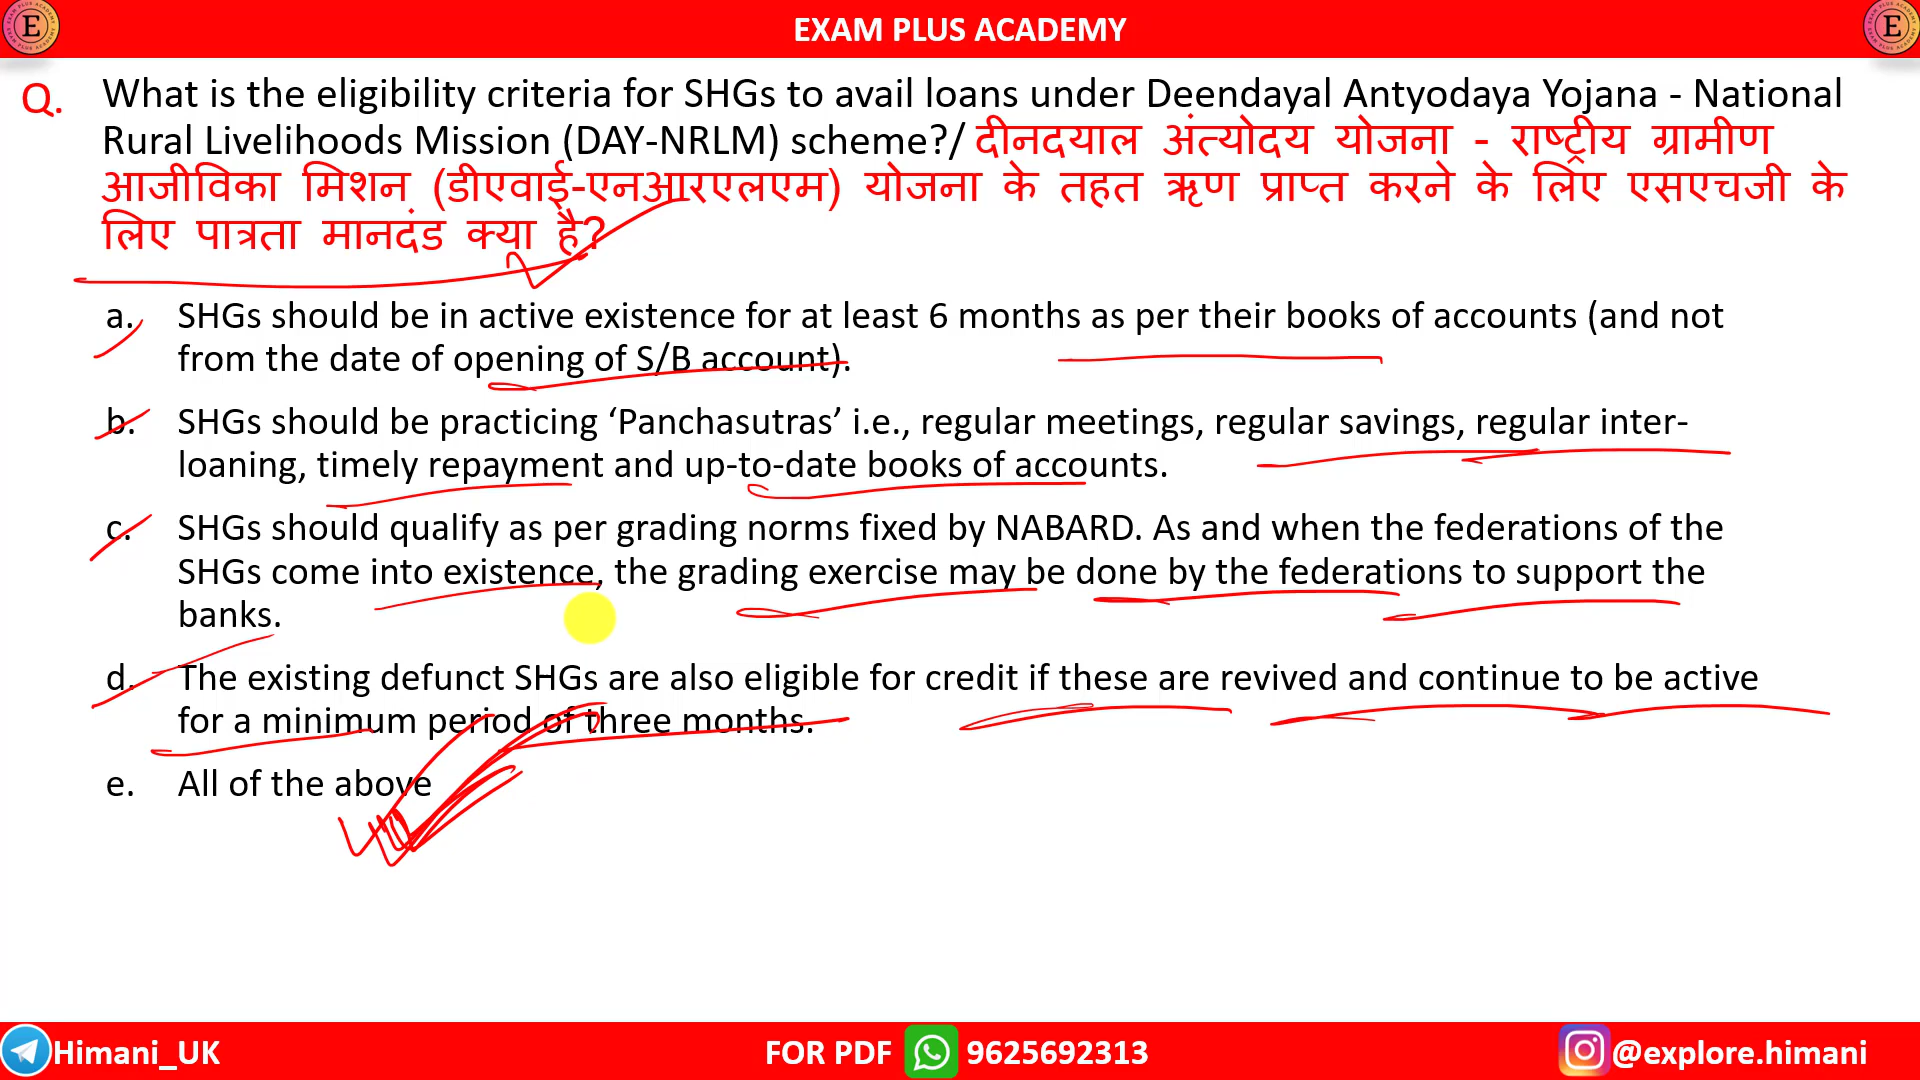 EXAM PLUS ACADEMY
E
E
Q. What is the eligibility criteria for SHGs to avail loans under Deendayal Antyodaya Yojana - National
Rural Livelihoods Mission (DAY-NRLM) scheme?/ दीनदयाल अंत्योदय योजना - राष्ट्रीय ग्रामीण
आजीविका मिशन (डीएवाई-एनआरएलएम) योजना के तहत ऋण प्राप्त करने के लिए एसएचजी के
लिए पात्रता मानदंड क्या है?
a. SHGs should be in active existence for at least 6 months as per their books of accounts (and not
from the date of opening of S/B account).
b. SHGs should be practicing ‘Panchasutras’ i.e., regular meetings, regular savings, regular inter-
loaning, timely repayment and up-to-date books of accounts.
c. SHGs should qualify as per grading norms fixed by NABARD. As and when the federations of the
SHGs come into existence, the grading exercise may be done by the federations to support the
banks.
d. The existing defunct SHGs are also eligible for credit if these are revived and continue to be active
for a minimum period of three months.
e. All of the above
Himani_UK
FOR PDF 9625692313
@explore.himani